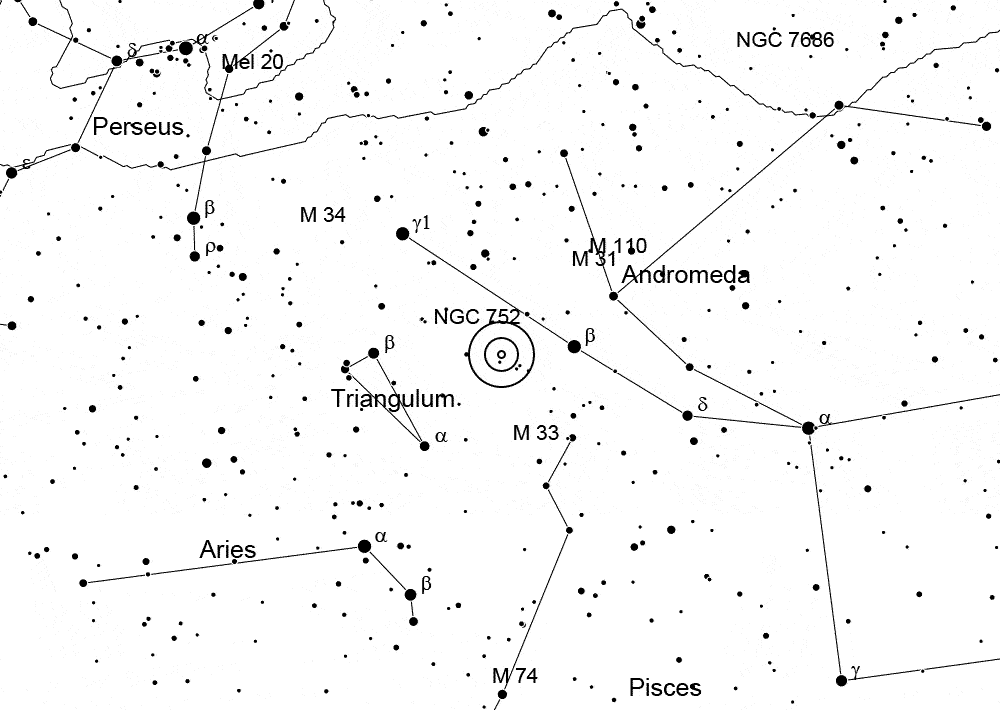 α
δ
NGC 7686
Mel 20
Perseus
ε
β
M 34
γ1
ρ
M 110
M 31
Andromeda
NGC 752
β
β
Triangulum
δ
α
M 33
α
α
Aries
β
M 74
γ
Pisces